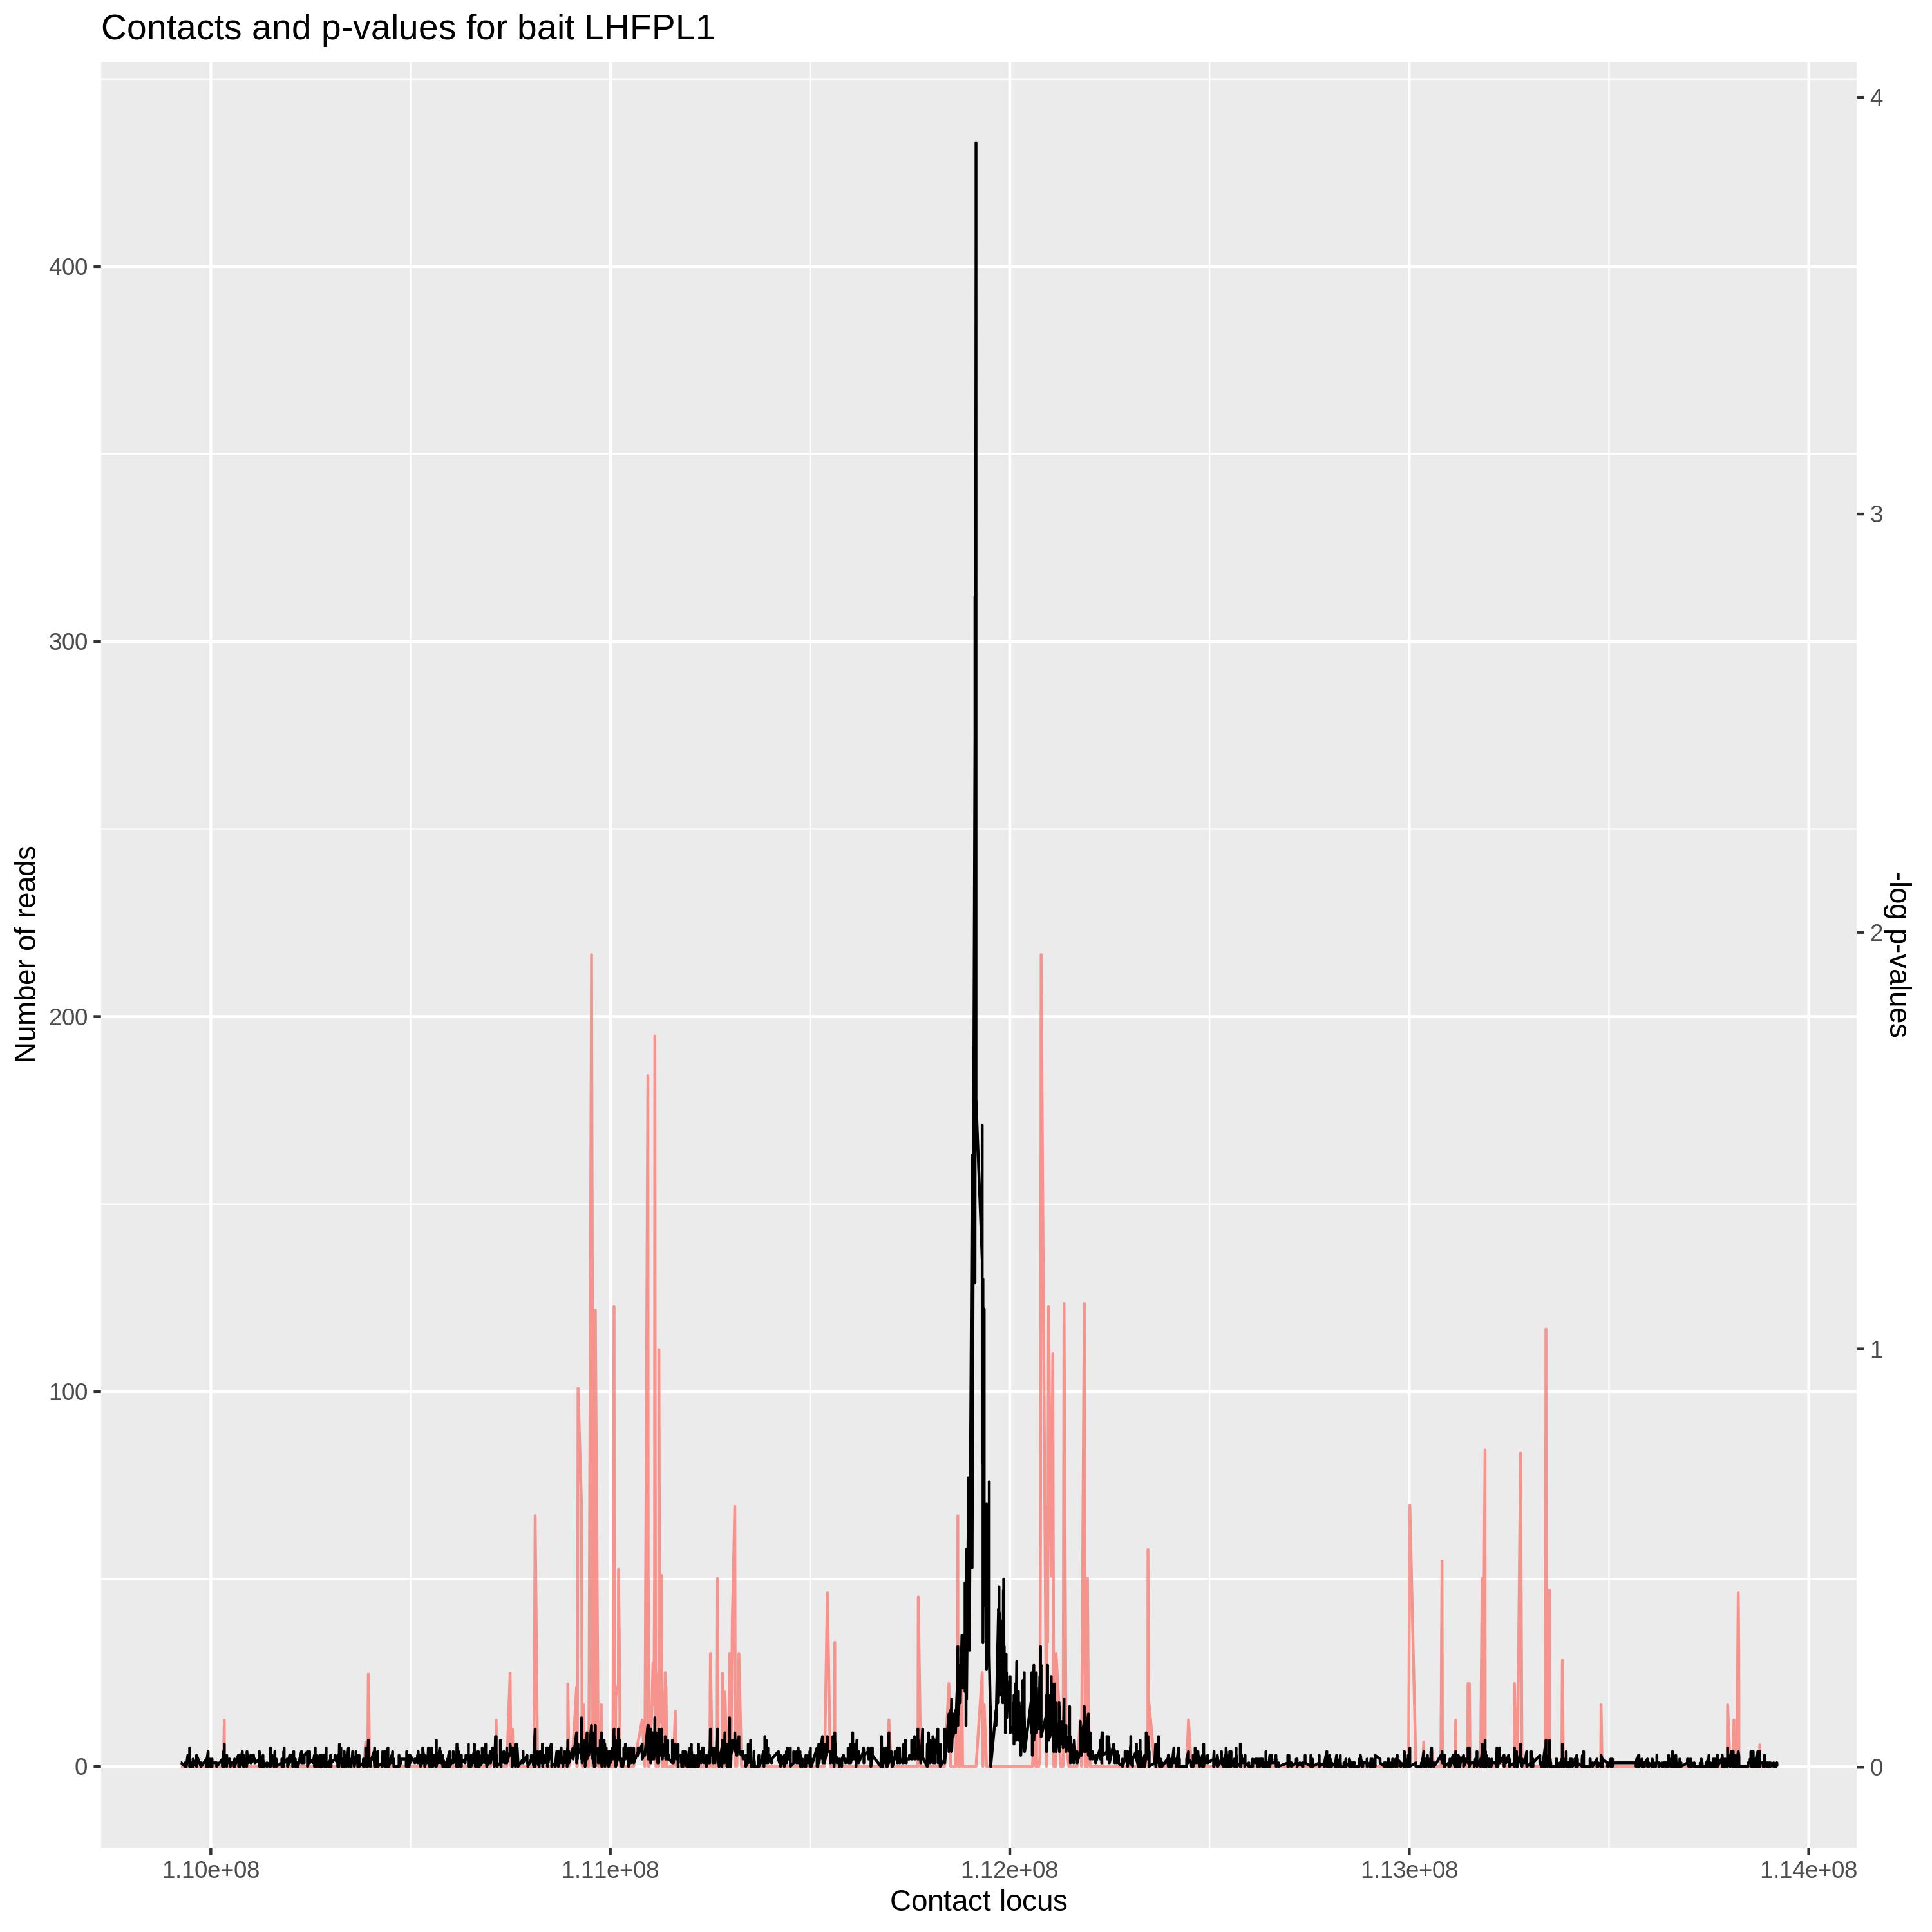 Contacts and p-values for bait LHFPL1
Number of reads
400
300
200
100
0
4
3
2
1
0
-log p-values
1.10e+08
1.11e+08
1.12e+08
1.13e+08
1.14e+08
Contact locus